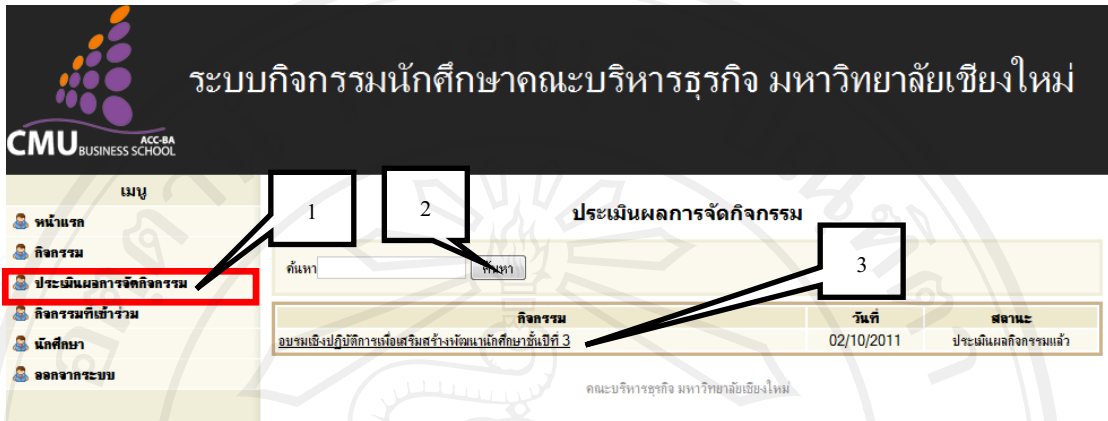 ระบบกิจกรรมนักศึกษาคณะบริหารธุรกิจ มหาวิทยาลัยเชียงใหม่
CMU BUSINESS SCHOOL ACC-BA
เมนู
หน้าแรก
กิจกรรม
ประเมินผลการจัดกิจกรรม
กิจกรรมที่เข้าร่วม
นักศึกษา
ออกจากระบบ
1
2
3
ประเมินผลการจัดกิจกรรม
ค้นหา ค้นหา
กิจกรรม วันที่ สถานะ
อบรมเชิงปฏิบัติการเพื่อเสริมสร้างพัฒนานักศึกษาชั้นปีที่ 3 02/10/2011 ประเมินผลกิจกรรมแล้ว
คณะบริหารธุรกิจ มหาวิทยาลัยเชียงใหม่